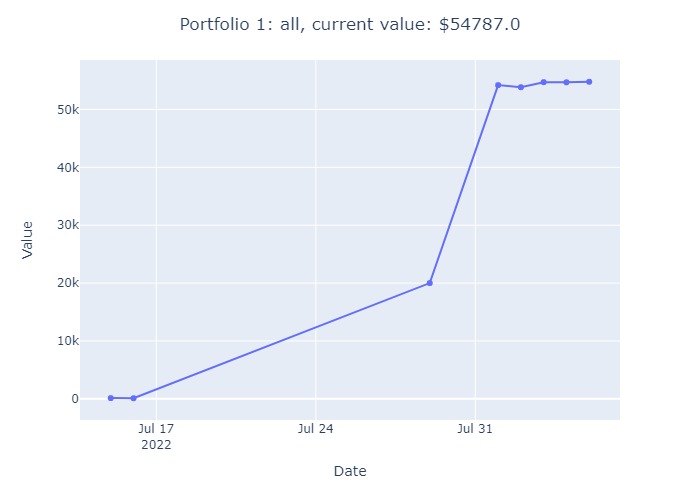 Portfolio 1: all, current value: $54787.0
50k
40k
30k
20k
10k
0
Value
Jul 17
2022
Jul 24
Jul 31
Date